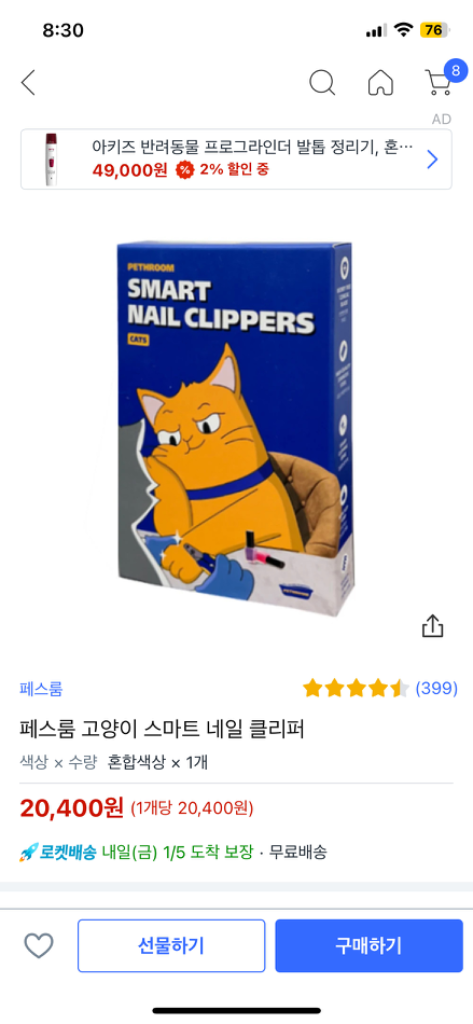 8:30
76
8
AD
아키즈 반려동물 프로그라인더 발톱 정리기, 혼…
49,000원 % 2% 할인 중
PETHROOM
SMART
NAIL CLIPPERS
CATS
PETHROOM
페스룸
(399)
페스룸 고양이 스마트 네일 클리퍼
색상 × 수량 혼합색상 × 1개
20,400원 (1개당 20,400원)
로켓배송 내일(금) 1/5 도착 보장 · 무료배송
선물하기
구매하기